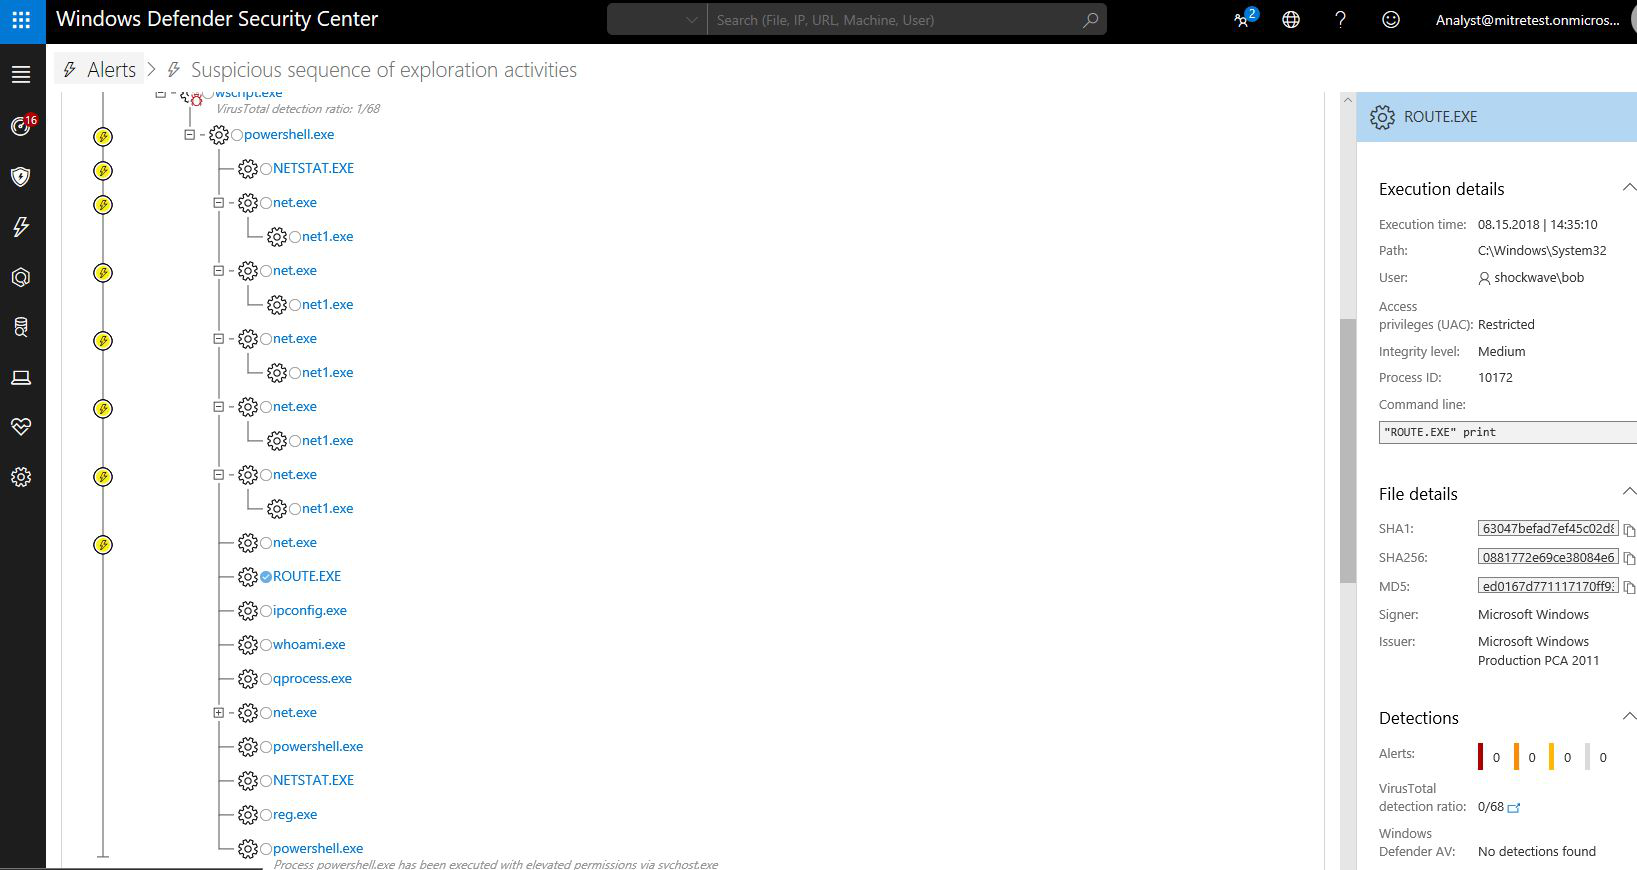 Windows Defender Security Center
Search (File, IP, URL, Machine, User)
2
Analyst@mitretest.onmicros...
Alerts
Suspicious sequence of exploration activities
16
wscript.exe
VirusTotal detection ratio: 1/68
powershell.exe
NETSTAT.EXE
net.exe
net1.exe
net.exe
net1.exe
net.exe
net1.exe
net.exe
net1.exe
net.exe
net1.exe
net.exe
ROUTE.EXE
ipconfig.exe
whoami.exe
qprocess.exe
net.exe
powershell.exe
NETSTAT.EXE
reg.exe
powershell.exe
Process powershell.exe has been executed with elevated permissions via svchost.exe
ROUTE.EXE
Execution details
Execution time: 08.15.2018 | 14:35:10
Path: C:\Windows\System32
User: shockwave\bob
Access
privileges (UAC): Restricted
Integrity level: Medium
Process ID: 10172
Command line:
"ROUTE.EXE" print
File details
SHA1: 63047befad7ef45c02d8
SHA256: 0881772e69ce38084e6
MD5: ed0167d771117170ff93
Signer: Microsoft Windows
Issuer: Microsoft Windows
Production PCA 2011
Detections
Alerts: 0 0 0 0
VirusTotal
detection ratio: 0/68
Windows
Defender AV: No detections found